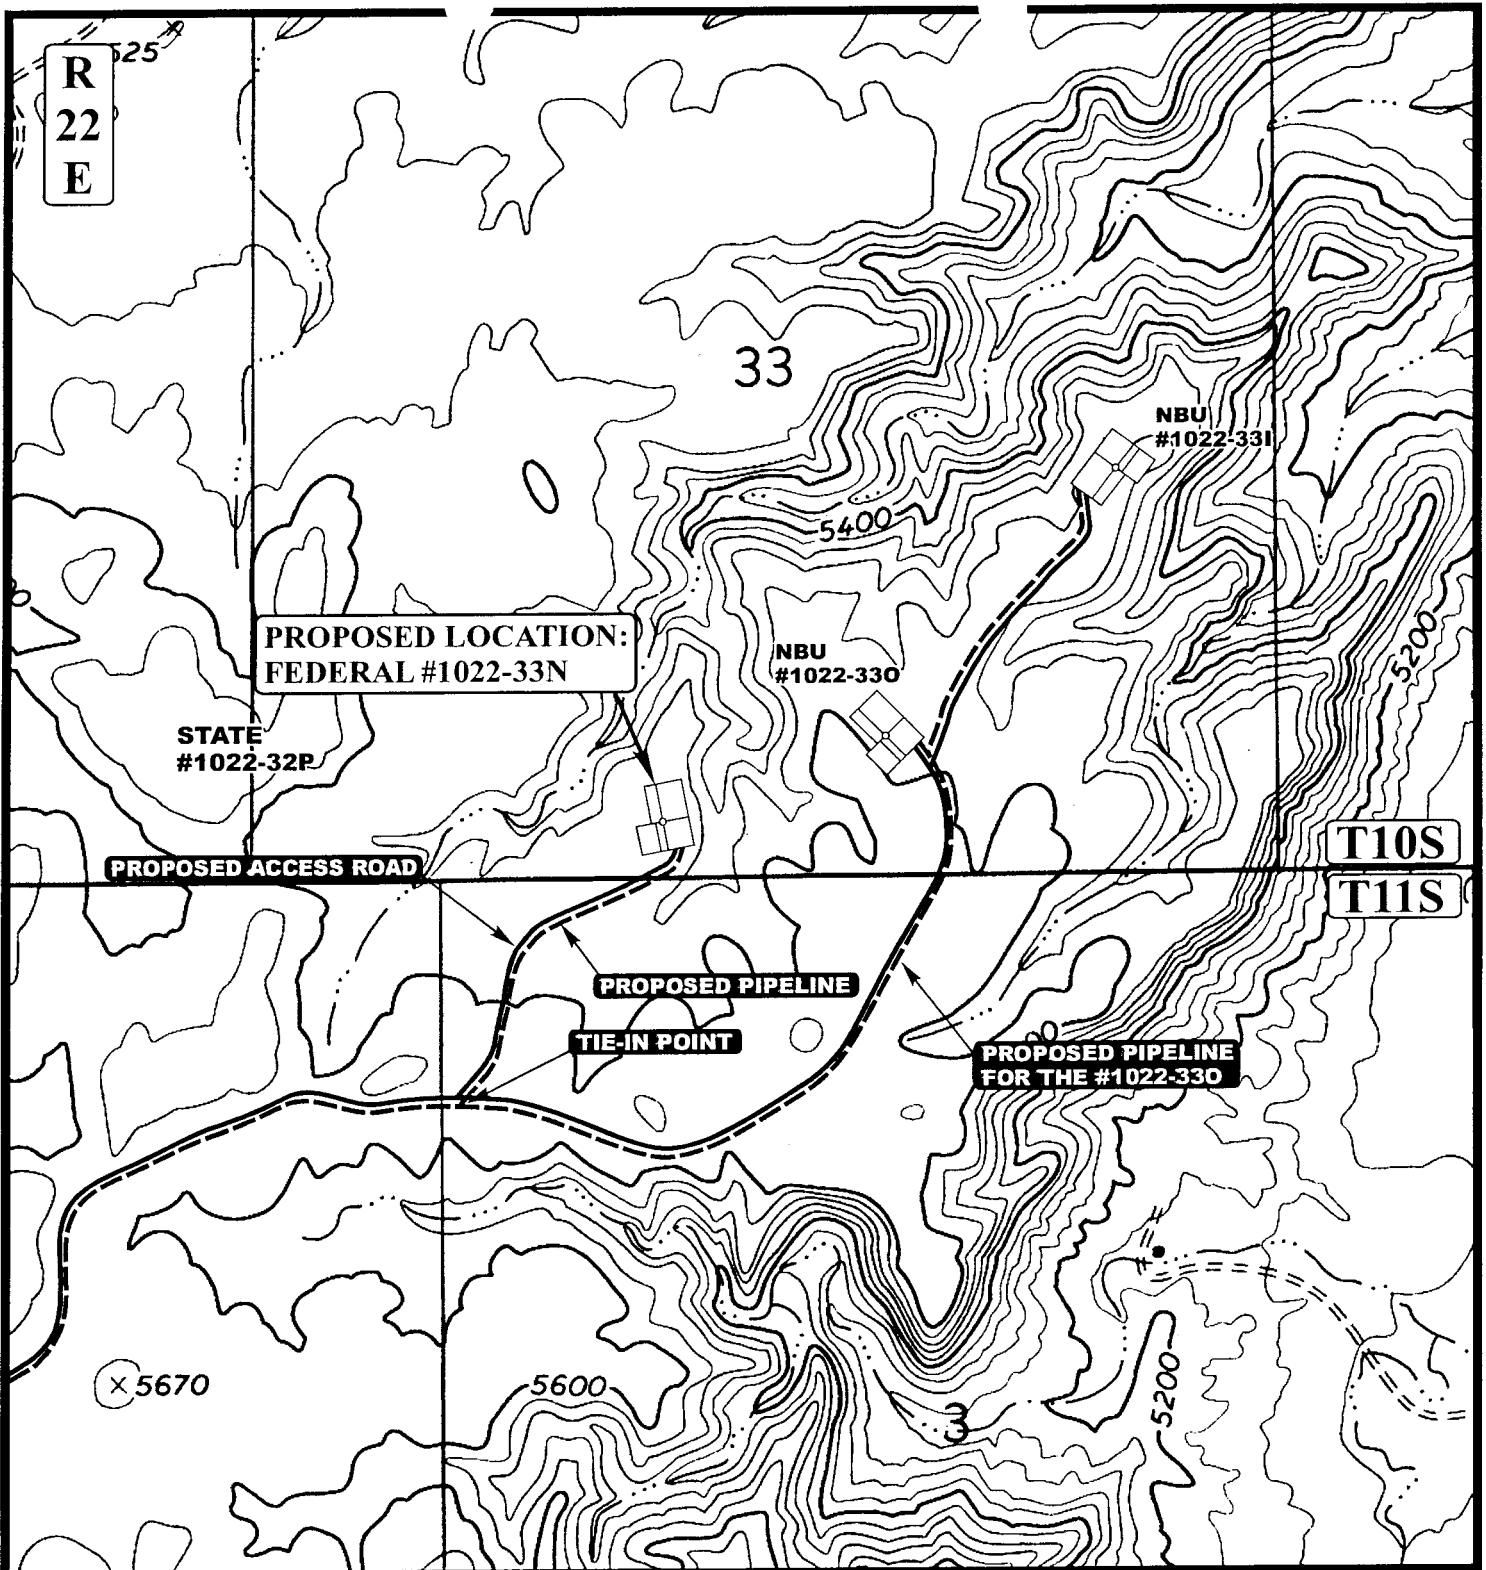 R
22
E
33
NBU
#1022-33I
5400
PROPOSED LOCATION:
FEDERAL #1022-33N
NBU
#1022-33O
5200
STATE
#1022-32P
T10S
PROPOSED ACCESS ROAD
T11S
PROPOSED PIPELINE
TIE-IN POINT
PROPOSED PIPELINE
FOR THE #1022-33O
5670
5600
5200
3